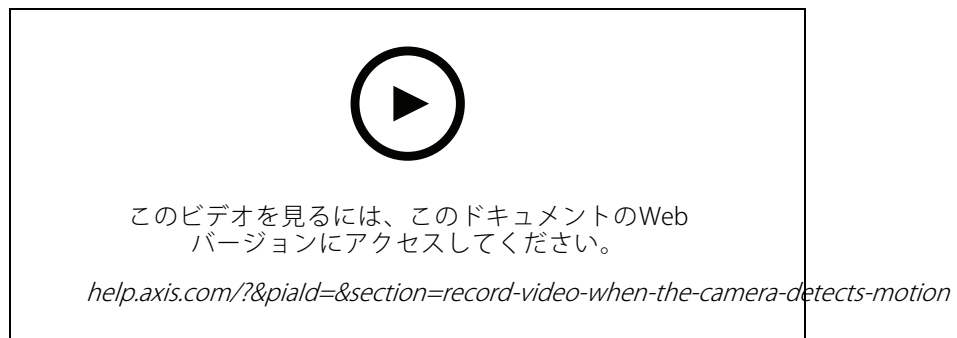 このビデオを見るには、このドキュメントのWeb
バージョンにアクセスしてください。
help.axis.com/?&piaId=&section=record-video-when-the-camera-detects-motion